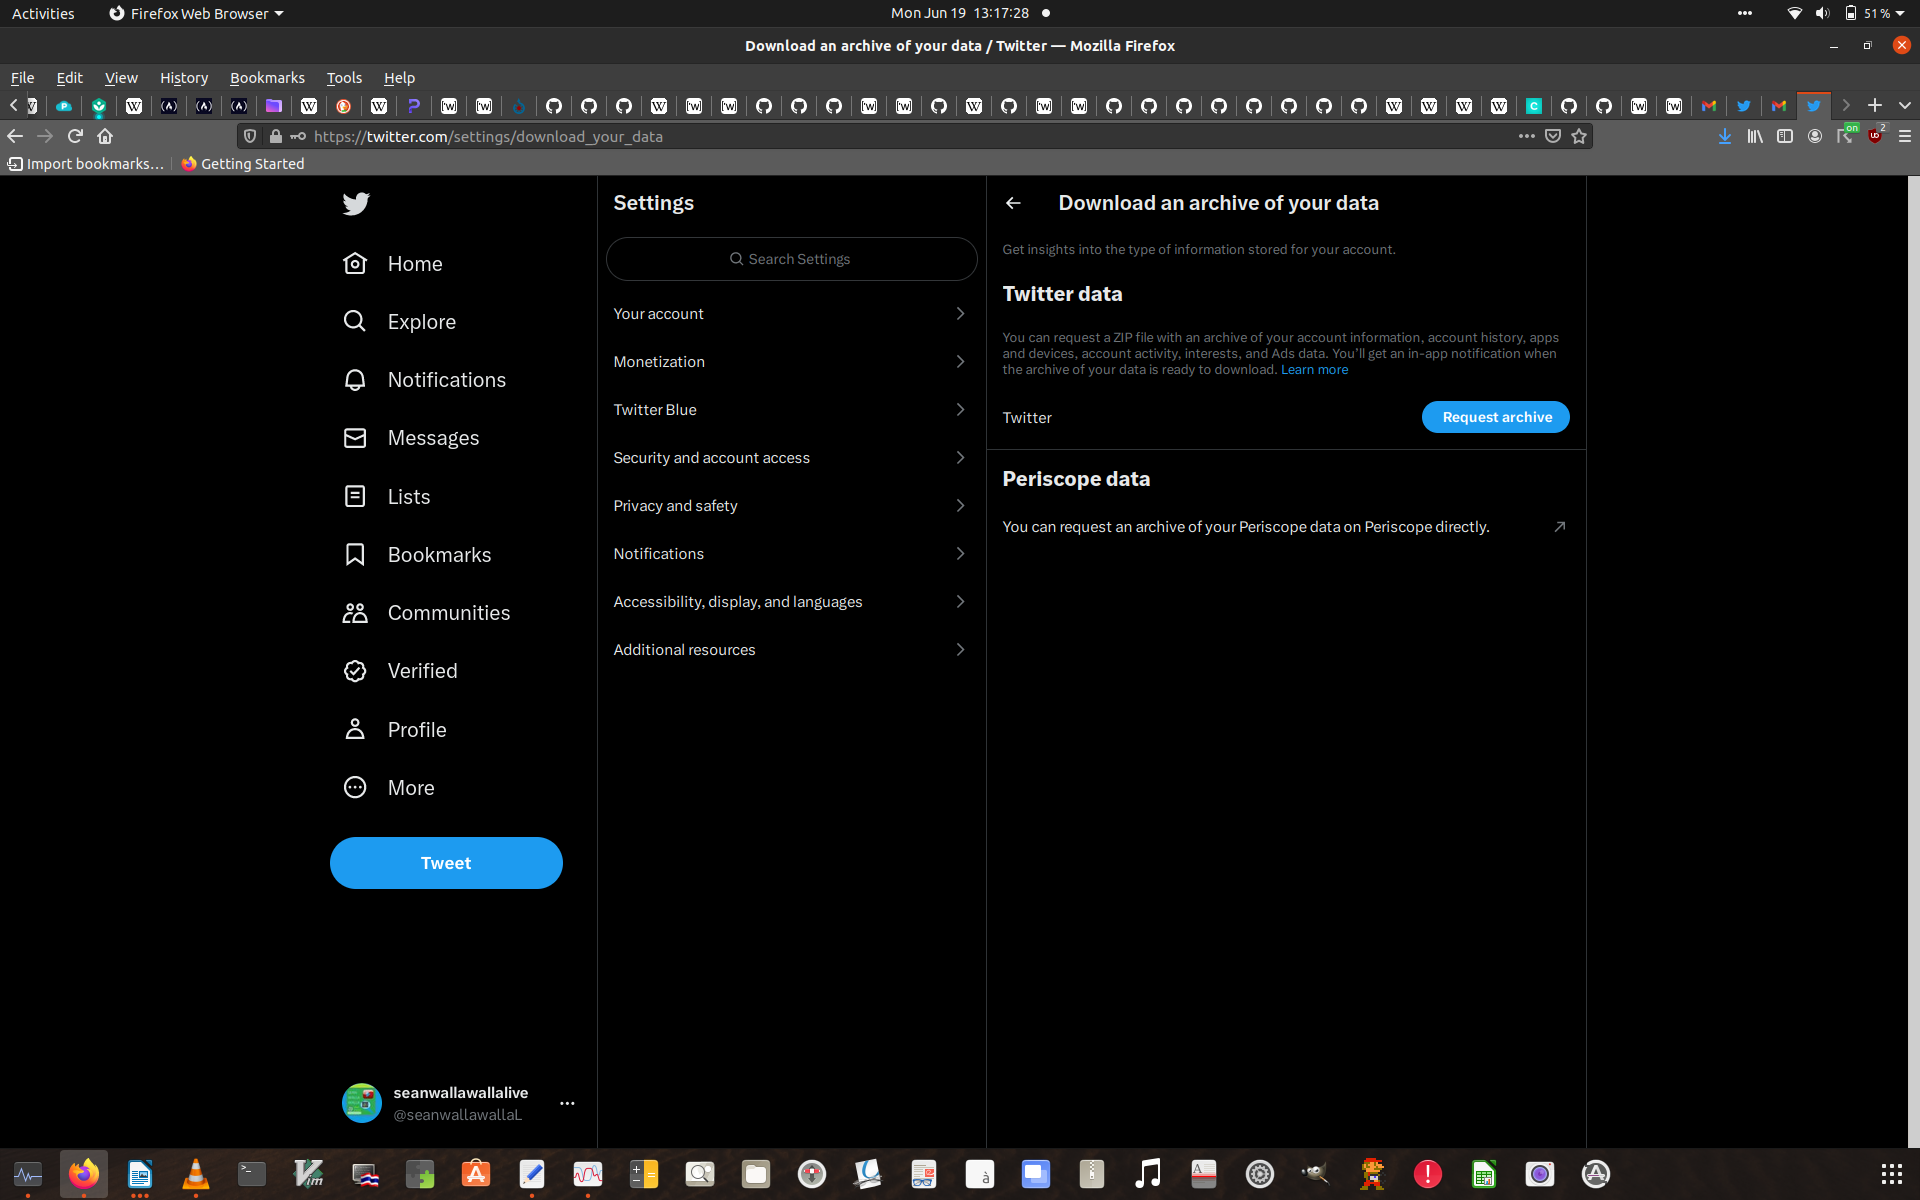 Activities
Firefox Web Browser
Mon Jun 19 13:17:28
51%
Download an archive of your data / Twitter — Mozilla Firefox
File Edit View History Bookmarks Tools Help
https://twitter.com/settings/download_your_data
on
2
Import bookmarks…
Getting Started
Home
Explore
Notifications
Messages
Lists
Bookmarks
Communities
Verified
Profile
More
Tweet
seanwallawallalive
@seanwallawallaL
Settings
Search Settings
Your account
Monetization
Twitter Blue
Security and account access
Privacy and safety
Notifications
Accessibility, display, and languages
Additional resources
Download an archive of your data
Get insights into the type of information stored for your account.
Twitter data
You can request a ZIP file with an archive of your account information, account history, apps
and devices, account activity, interests, and Ads data. You'll get an in-app notification when
the archive of your data is ready to download. Learn more
Twitter
Request archive
Periscope data
You can request an archive of your Periscope data on Periscope directly.